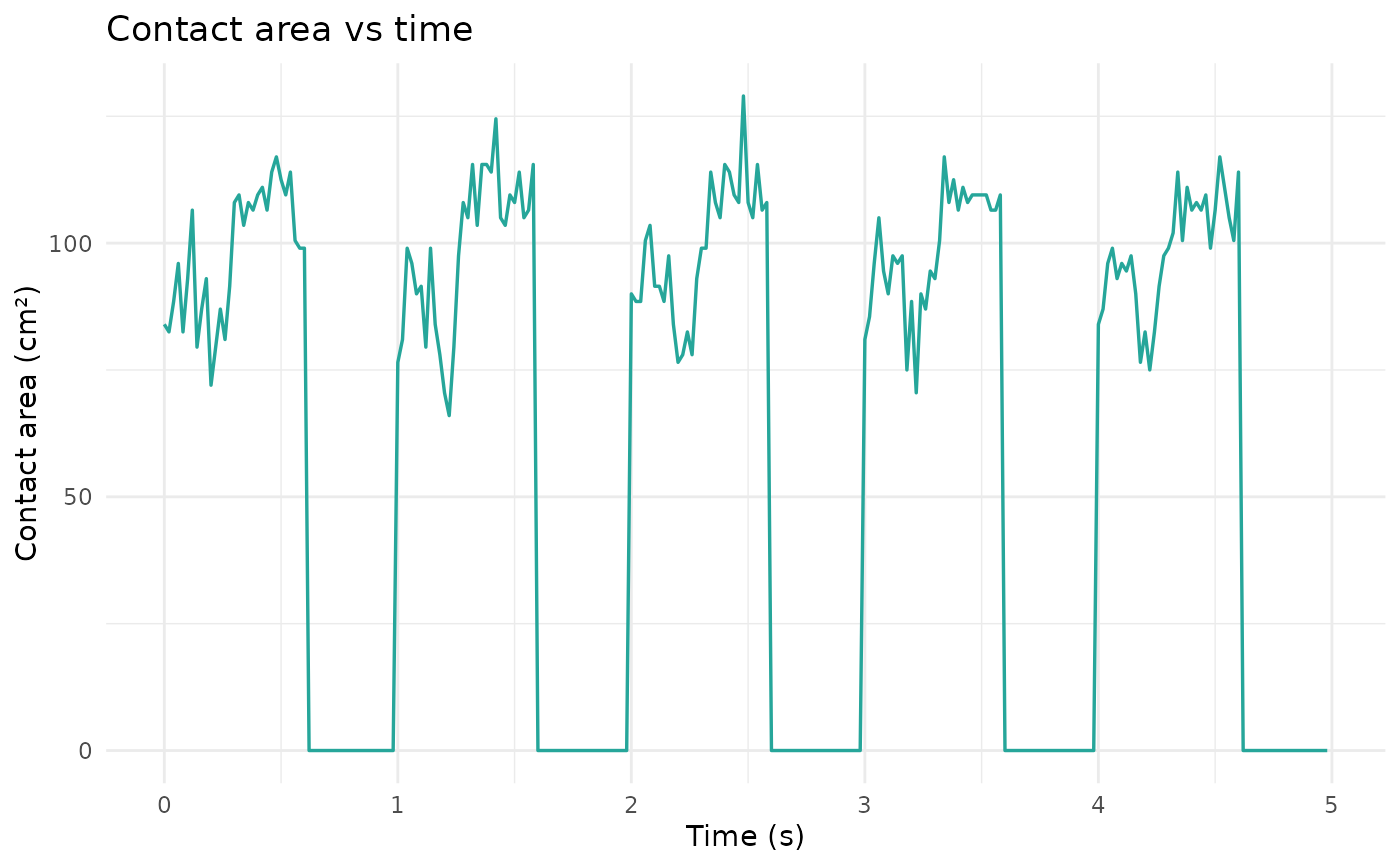 Contact area vs time
Contact area (cm²)
100
50
0
0 1 2 3 4 5
Time (s)